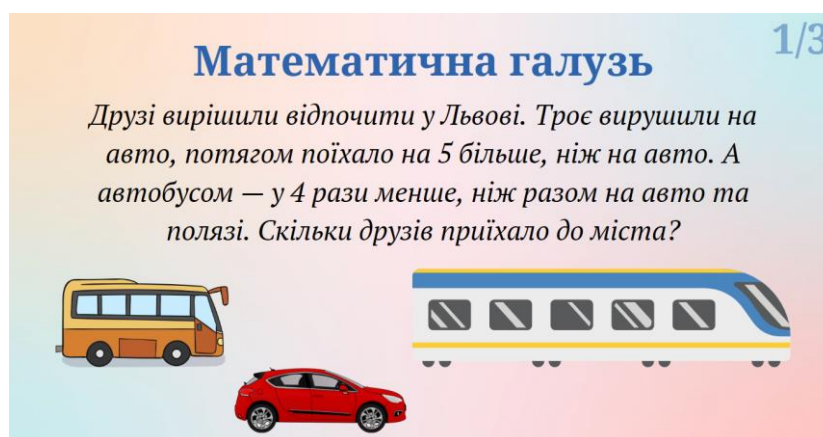 1/3
Математична галузь
Друзі вирішили відпочити у Львові. Троє вирушили на
авто, потягом поїхало на 5 більше, ніж на авто. А
автобусом — у 4 рази менше, ніж разом на авто та
полязі. Скільки друзів приїхало до міста?